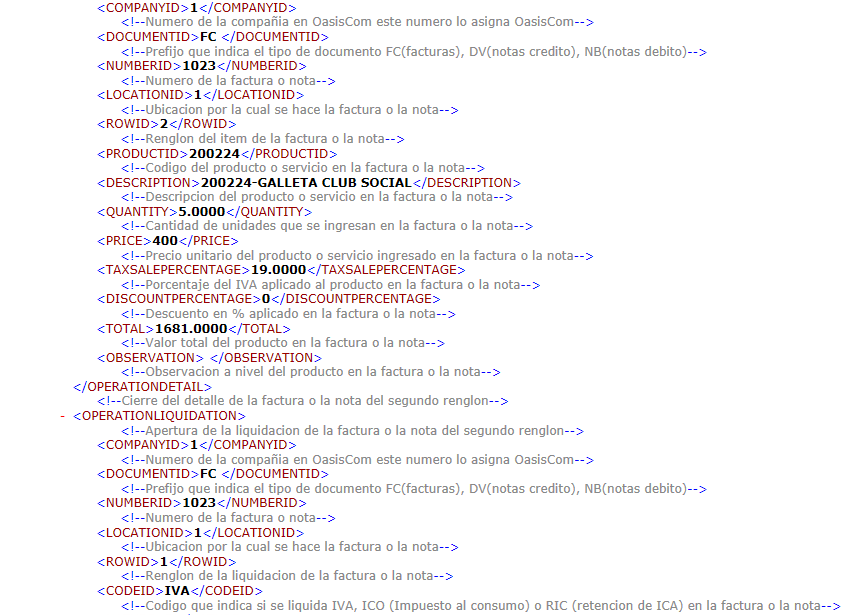 <COMPANYID>1</COMPANYID>
<!--Numero de la compañia en OasisCom este numero lo asigna OasisCom-->
<DOCUMENTID>FC </DOCUMENTID>
<!--Prefijo que indica el tipo de documento FC(facturas), DV(notas credito), NB(notas debito)-->
<NUMBERID>1023</NUMBERID>
<!--Numero de la factura o nota-->
<LOCATIONID>1</LOCATIONID>
<!--Ubicacion por la cual se hace la factura o la nota-->
<ROWID>2</ROWID>
<!--Renglon del item de la factura o la nota-->
<PRODUCTID>200224</PRODUCTID>
<!--Codigo del producto o servicio en la factura o la nota-->
<DESCRIPTION>200224-GALLETA CLUB SOCIAL</DESCRIPTION>
<!--Descripcion del producto o servicio en la factura o la nota-->
<QUANTITY>5.0000</QUANTITY>
<!--Cantidad de unidades que se ingresan en la factura o la nota-->
<PRICE>400</PRICE>
<!--Precio unitario del producto o servicio ingresado en la factura o la nota-->
<TAXSALEPERCENTAGE>19.0000</TAXSALEPERCENTAGE>
<!--Porcentaje del IVA aplicado al producto en la factura o la nota-->
<DISCOUNTPERCENTAGE>0</DISCOUNTPERCENTAGE>
<!--Descuento en % aplicado en la factura o la nota-->
<TOTAL>1681.0000</TOTAL>
<!--Valor total del producto en la factura o la nota-->
<OBSERVATION> </OBSERVATION>
<!--Observacion a nivel del producto en la factura o la nota-->
</OPERATIONDETAIL>
<!--Cierre del detalle de la factura o la nota del segundo renglon-->
- <OPERATIONLIQUIDATION>
<!--Apertura de la liquidacion de la factura o la nota del segundo renglon-->
<COMPANYID>1</COMPANYID>
<!--Numero de la compañia en OasisCom este numero lo asigna OasisCom-->
<DOCUMENTID>FC </DOCUMENTID>
<!--Prefijo que indica el tipo de documento FC(facturas), DV(notas credito), NB(notas debito)-->
<NUMBERID>1023</NUMBERID>
<!--Numero de la factura o nota-->
<LOCATIONID>1</LOCATIONID>
<!--Ubicacion por la cual se hace la factura o la nota-->
<ROWID>1</ROWID>
<!--Renglon de la liquidacion de la factura o la nota-->
<CODEID>IVA</CODEID>
<!--Codigo que indica si se liquida IVA, ICO (Impuesto al consumo) o RIC (retencion de ICA) en la factura o la nota-->